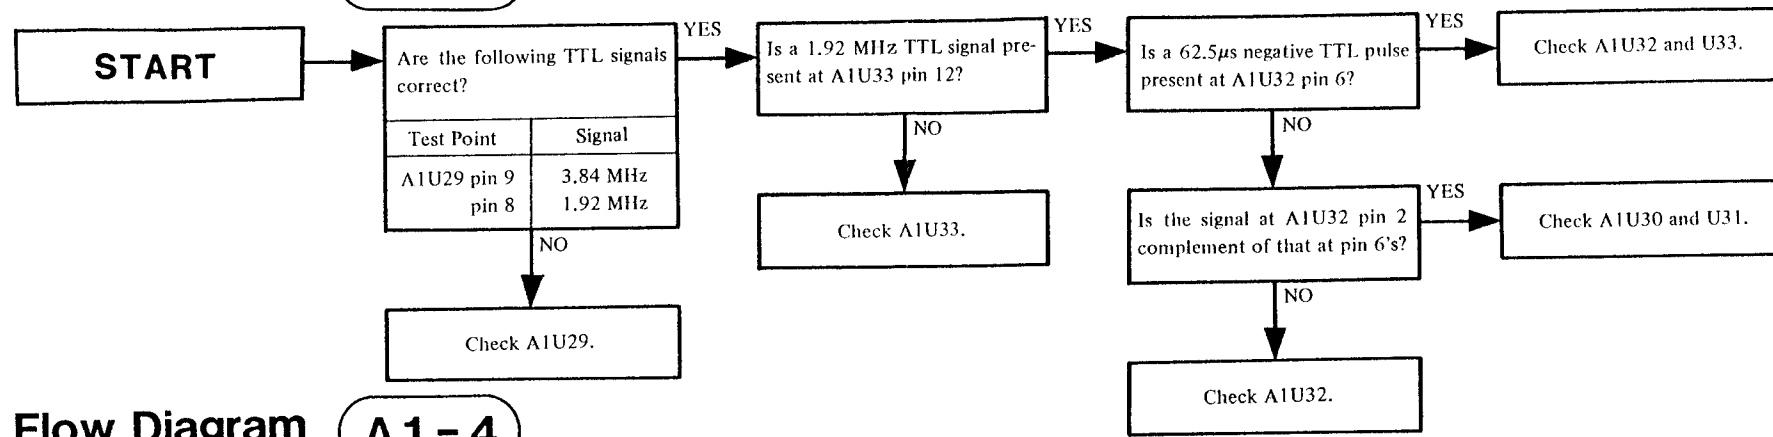 START
Are the following TTL signals
correct?
Test Point Signal
A1U29 pin 9 3.84 MHz
pin 8 1.92 MHz
YES
NO
Check A1U29.
Is a 1.92 MHz TTL signal pre-
sent at A1U33 pin 12?
YES
NO
Check A1U33.
Is a 62.5μs negative TTL pulse
present at A1U32 pin 6?
YES
Check A1U32 and U33.
NO
Is the signal at A1U32 pin 2
complement of that at pin 6's?
YES
Check A1U30 and U31.
NO
Check A1U32.
Flow Diagram A1-4